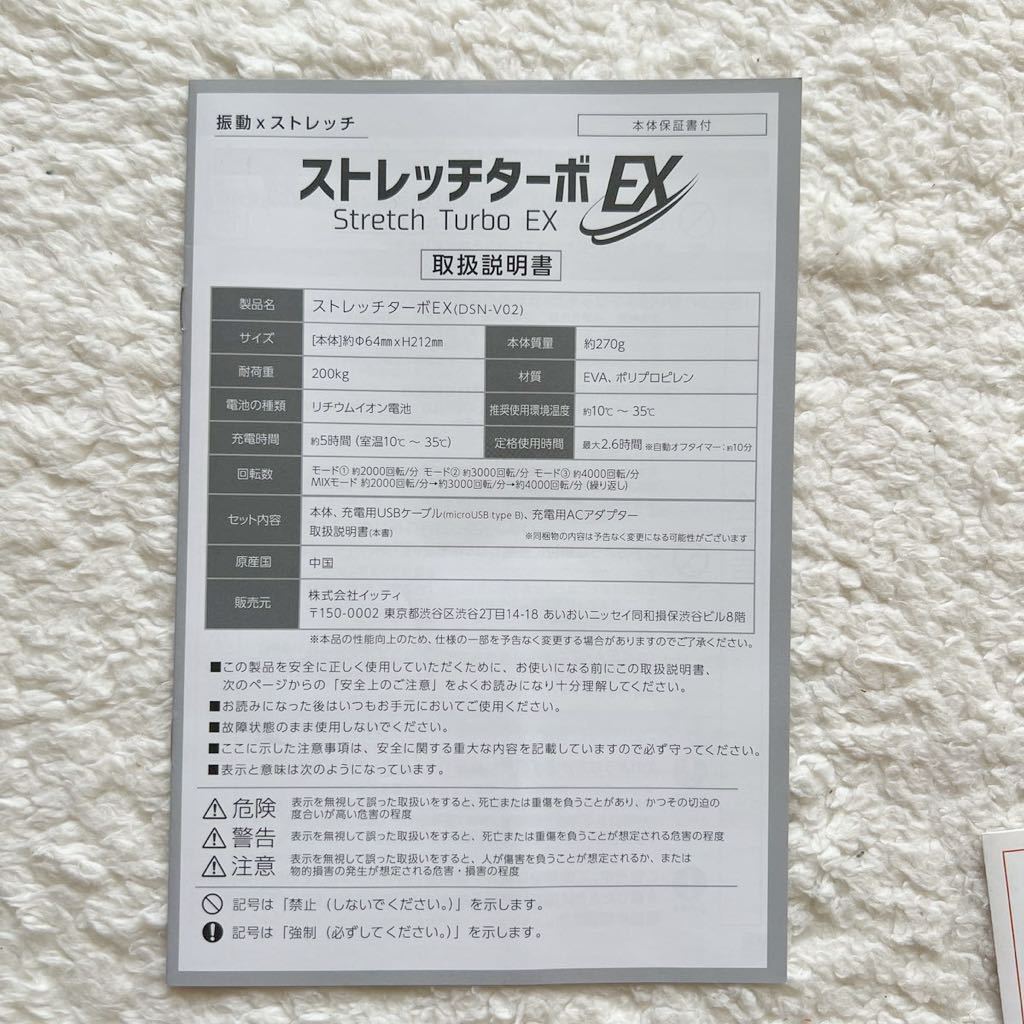 振動xストレッチ
本体保証書付
ストレッチターボEX
Stretch Turbo EX
取扱説明書
製品名 ストレッチターボEX(DSN-V02)
サイズ [本体]約Φ64㎜xH212㎜ 本体質量 約270g
耐荷重 200kg 材質 EVA、ポリプロピレン
電池の種類 リチウムイオン電池 推奨使用環境温度 約10℃ ～ 35℃
充電時間 約5時間 (室温10℃ ～ 35℃) 定格使用時間 最大2.6時間 ※自動オフタイマー：約10分
回転数 モード① 約2000回転/分 モード② 約3000回転/分 モード③ 約4000回転/分
MIXモード 約2000回転/分→約3000回転/分→約4000回転/分 (繰り返し)
セット内容 本体、充電用USBケーブル(microUSB type B)、充電用ACアダプター
取扱説明書(本書) ※同梱物の内容は予告なく変更になる可能性がございます
原産国 中国
販売元 株式会社イッティ
〒150-0002 東京都渋谷区渋谷2丁目14-18 あいおいニッセイ同和損保渋谷ビル8階
※本品の性能向上のため、仕様の一部を予告なく変更する場合がありますのでご了承ください。
■この製品を安全に正しく使用していただくために、お使いになる前にこの取扱説明書、
次のページからの「安全上のご注意」をよくお読みになり十分理解してください。
■お読みになった後はいつもお手元においてご使用ください。
■故障状態のまま使用しないでください。
■ここに示した注意事項は、安全に関する重大な内容を記載していますので必ず守ってください。
■表示と意味は次のようになっています。
⚠危険 表示を無視して誤った取扱いをすると、死亡または重傷を負うことがあり、かつその切迫の
度合いが高い危害の程度
⚠警告 表示を無視して誤った取扱いをすると、死亡または重傷を負うことが想定される危害の程度
⚠注意 表示を無視して誤った取扱いをすると、人が傷害を負うことが想定されるか、または
物的損害の発生が想定される危害・損害の程度
記号は「禁止（しないでください。）」を示します。
記号は「強制（必ずしてください。）」を示します。